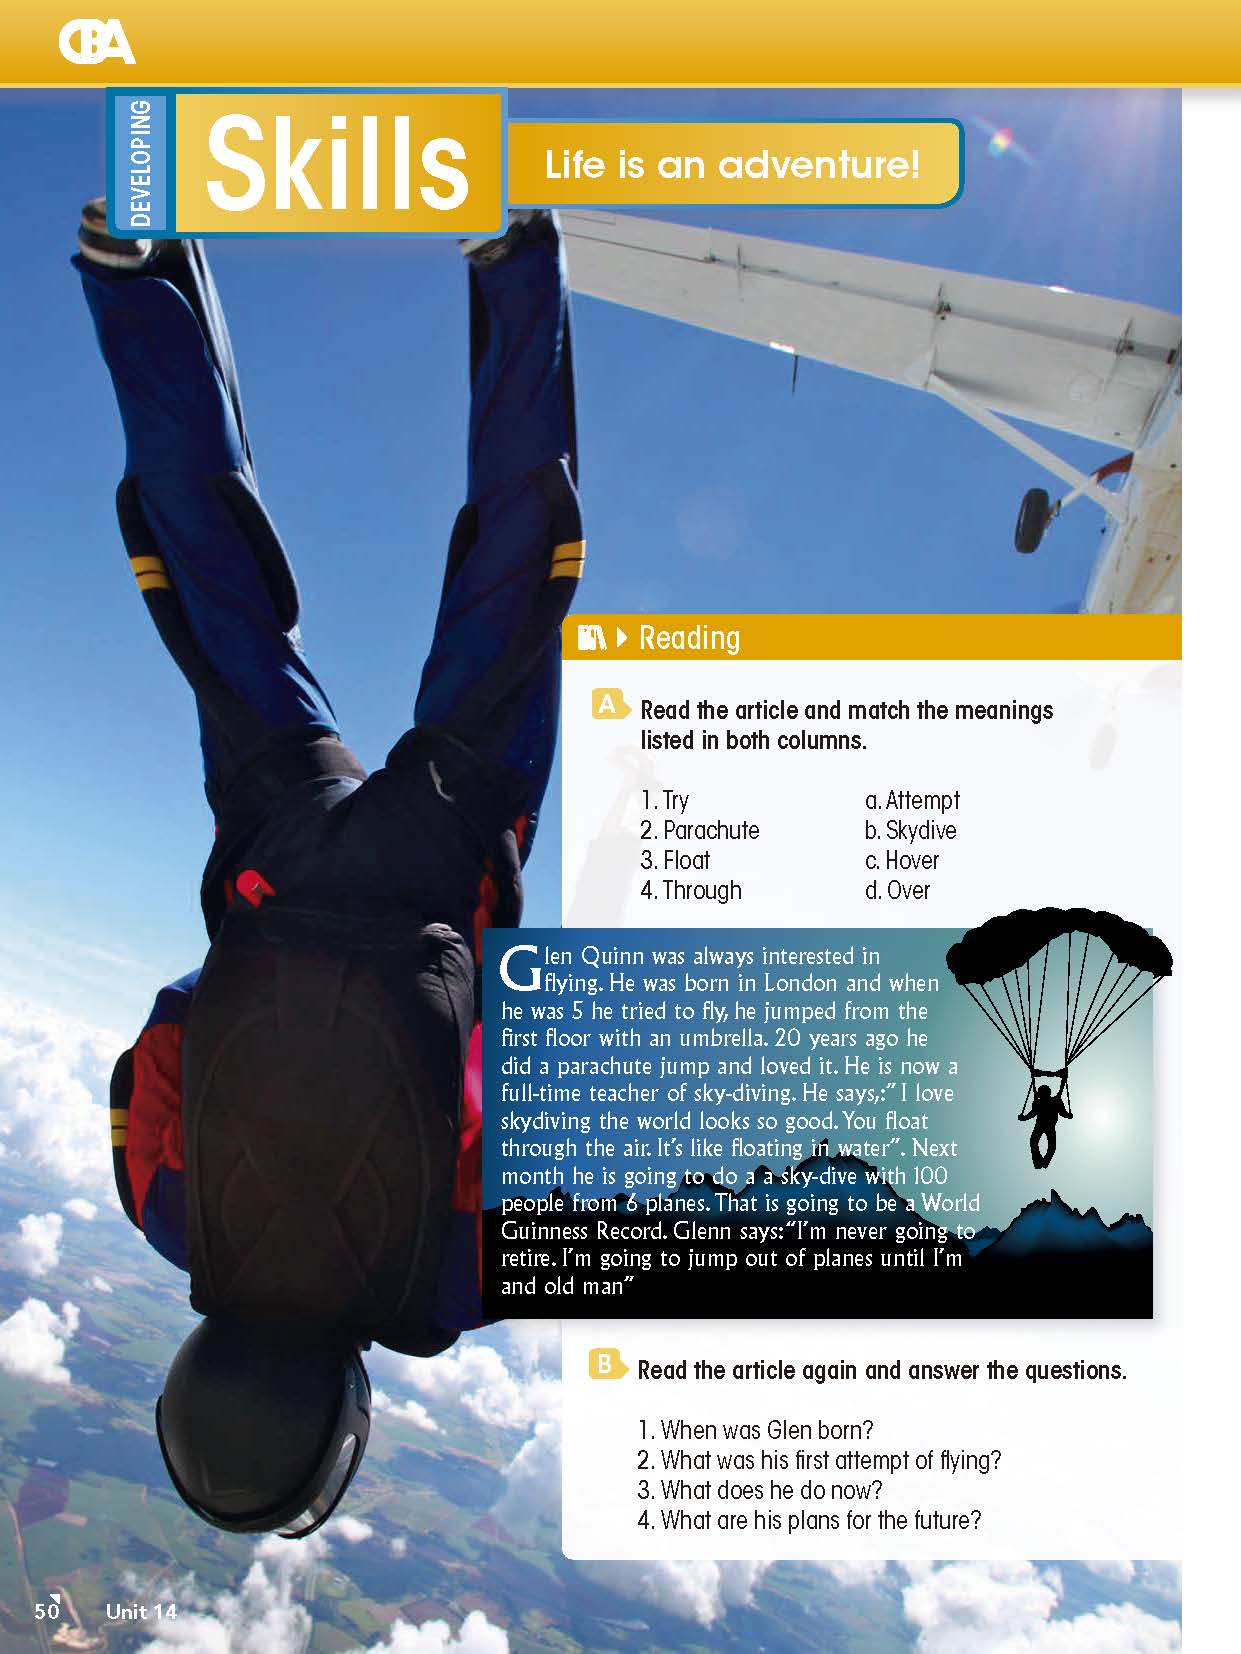 CBA
DEVELOPING
Skills
Life is an adventure!
Reading
A
Read the article and match the meanings
listed in both columns.
1. Try
a. Attempt
2. Parachute
b. Skydive
3. Float
c. Hover
4. Through
d. Over
Glen Quinn was always interested in
flying. He was born in London and when
he was 5 he tried to fly, he jumped from the
first floor with an umbrella. 20 years ago he
did a parachute jump and loved it. He is now a
full-time teacher of sky-diving. He says,:” I love
skydiving the world looks so good. You float
through the air. It’s like floating in water”. Next
month he is going to do a a sky-dive with 100
people from 6 planes. That is going to be a World
Guinness Record. Glenn says:“I’m never going to
retire. I’m going to jump out of planes until I’m
and old man”
B
Read the article again and answer the questions.
1. When was Glen born?
2. What was his first attempt of flying?
3. What does he do now?
4. What are his plans for the future?
50
Unit 14